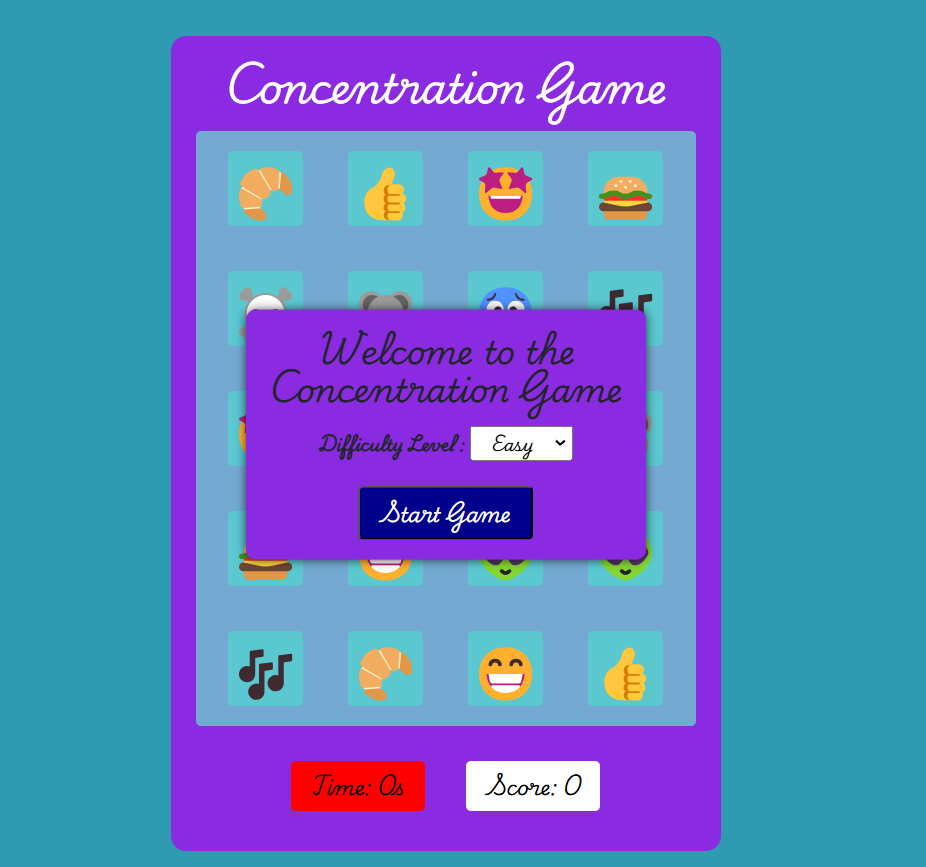 Concentration Game
Welcome to the
Concentration Game
Difficulty Level :
Easy
Start Game
Time: 0s
Score: 0